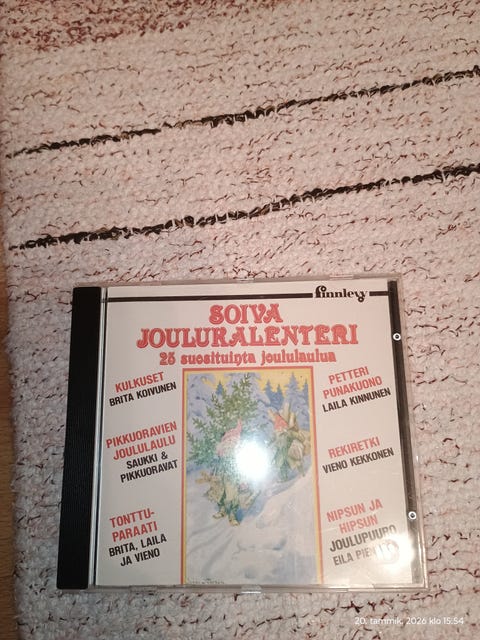 finnlevy
SOIVA
JOULUKALENTERI
25 suosituinta joululaulua
KULKUSET
BRITA KOIVUNEN
PIKKUORAVIEN
JOULULAULU
SAUKKI &
PIKKUORAVAT
TONTTU-
PARAATI
BRITA, LAILA
JA VIENO
PETTERI
PUNAKUONO
LAILA KINNUNEN
REKIRETKI
VIENO KEKKONEN
NIPSUN JA
HIPSUN
JOULUPUURO
EILA
20. tammik. 2026 klo 15.54